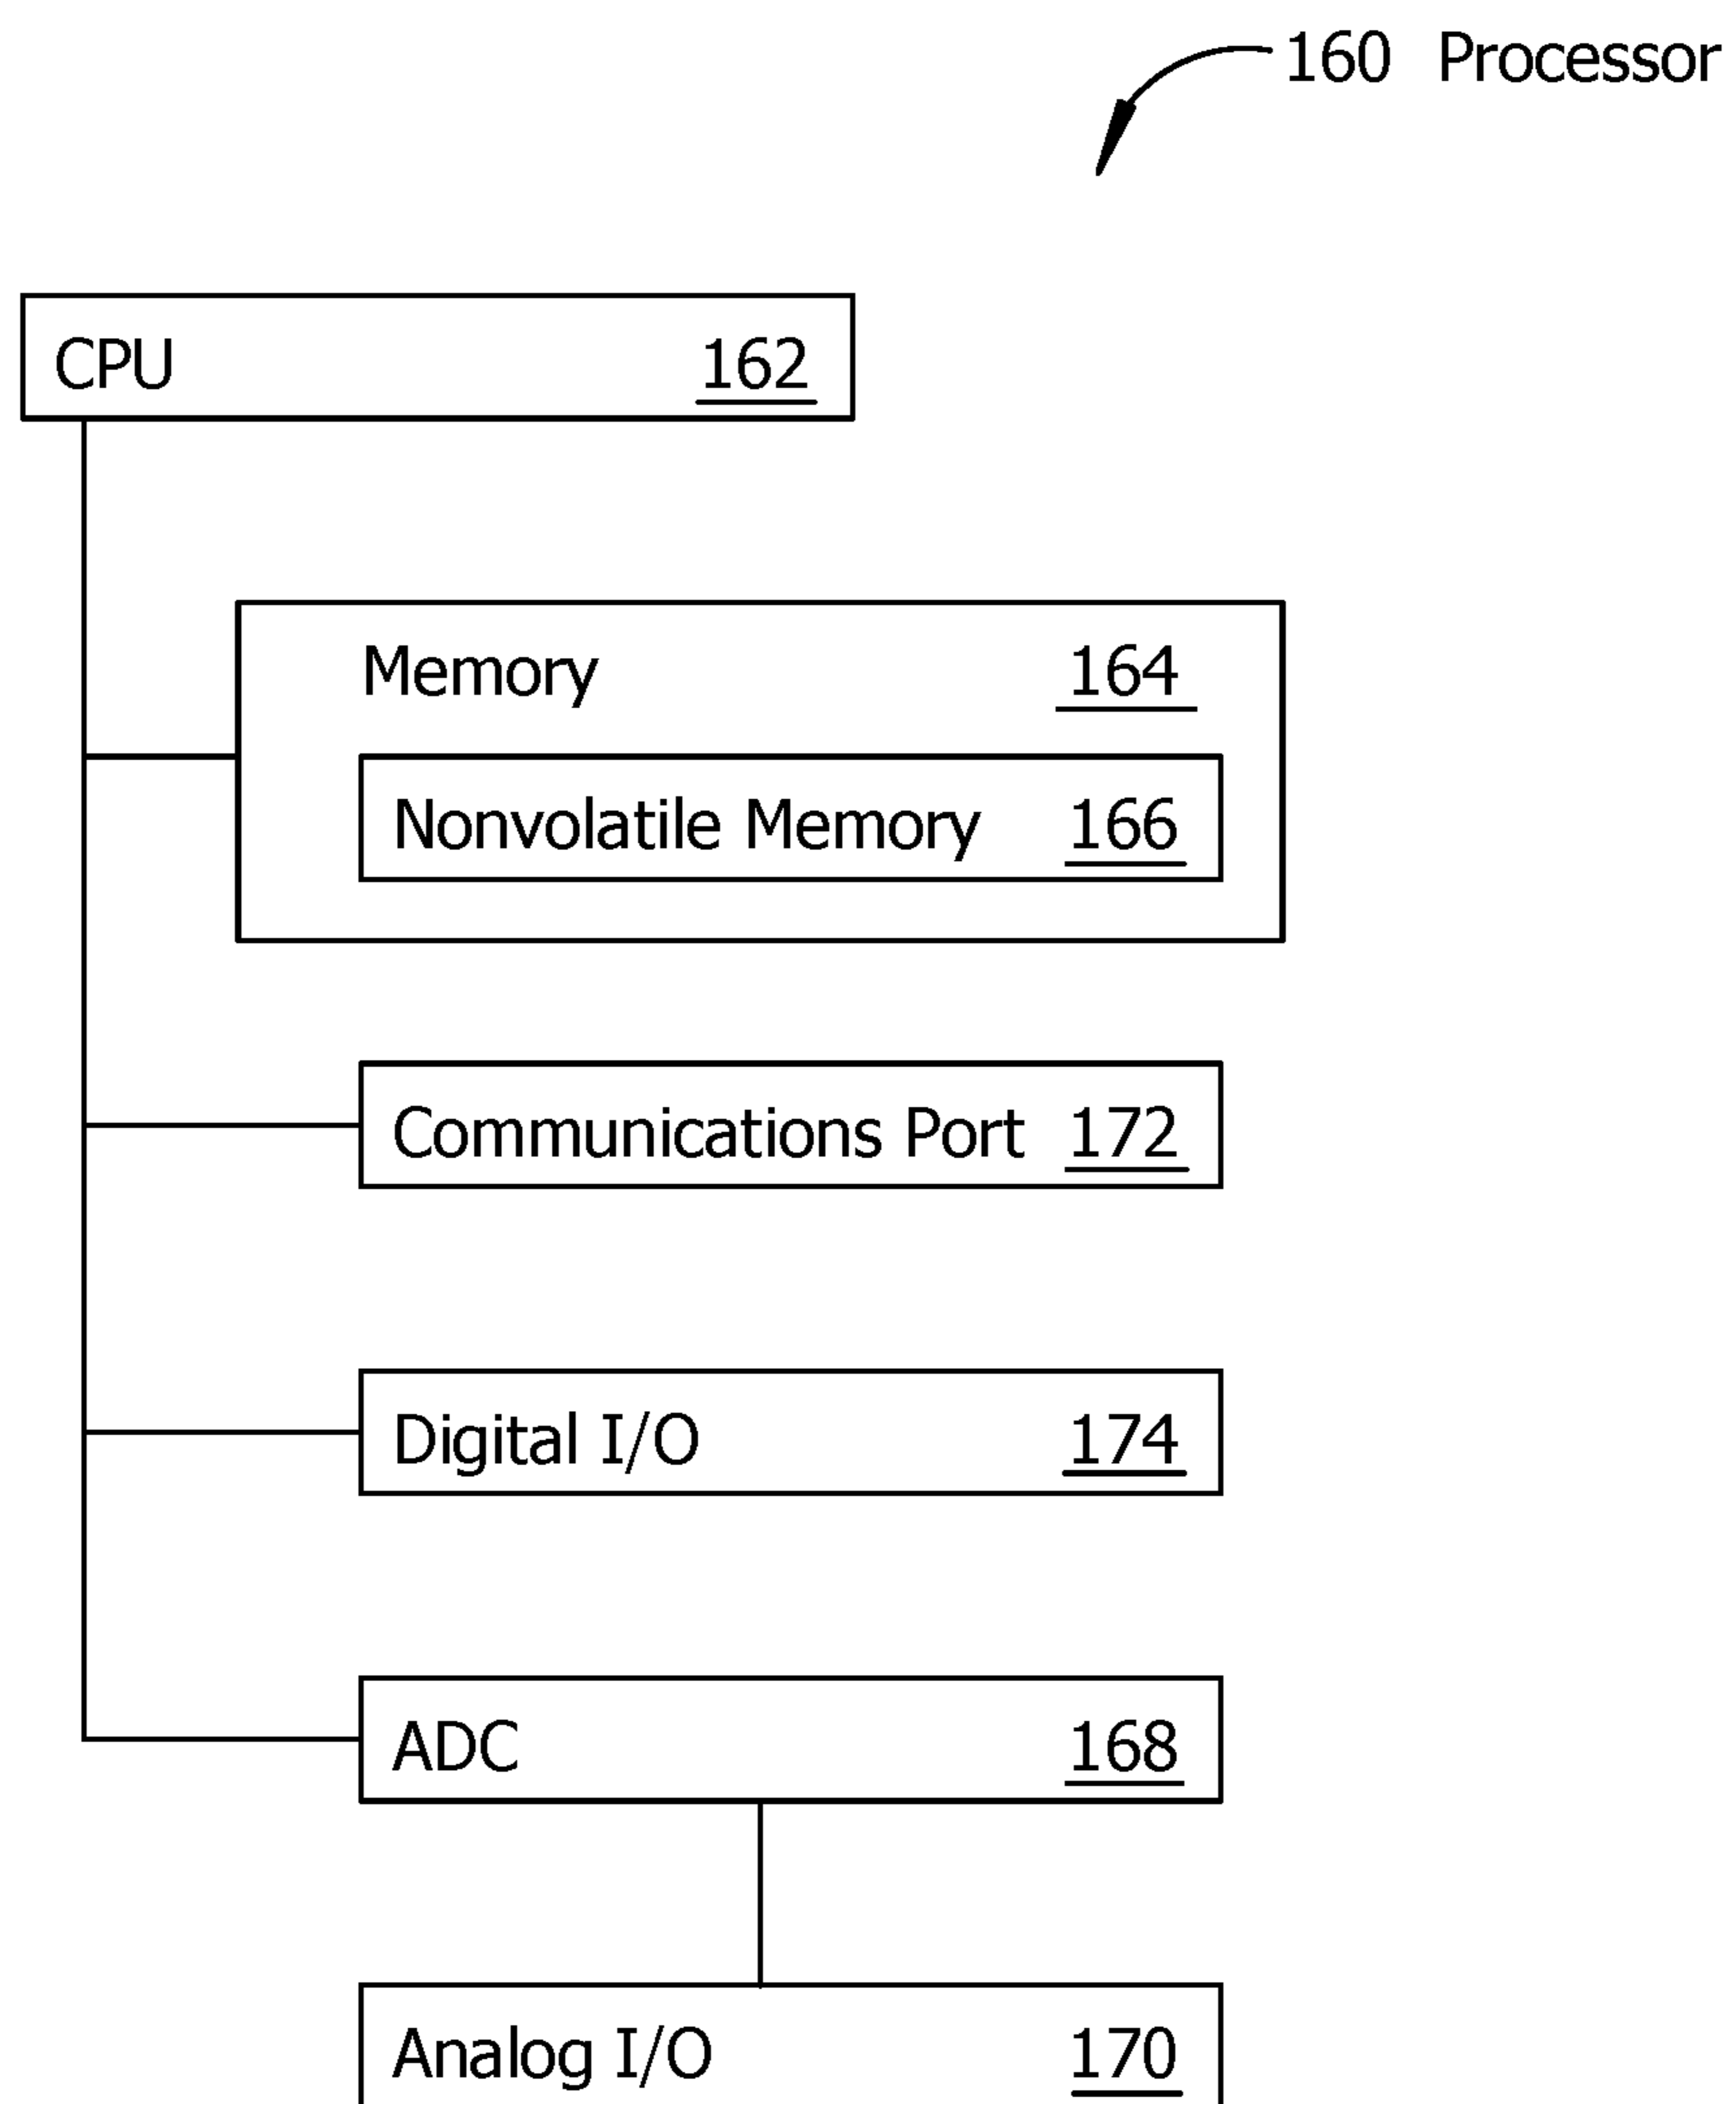 160 Processor
CPU 162
Memory 164
Nonvolatile Memory 166
Communications Port 172
Digital I/O 174
ADC 168
Analog I/O 170